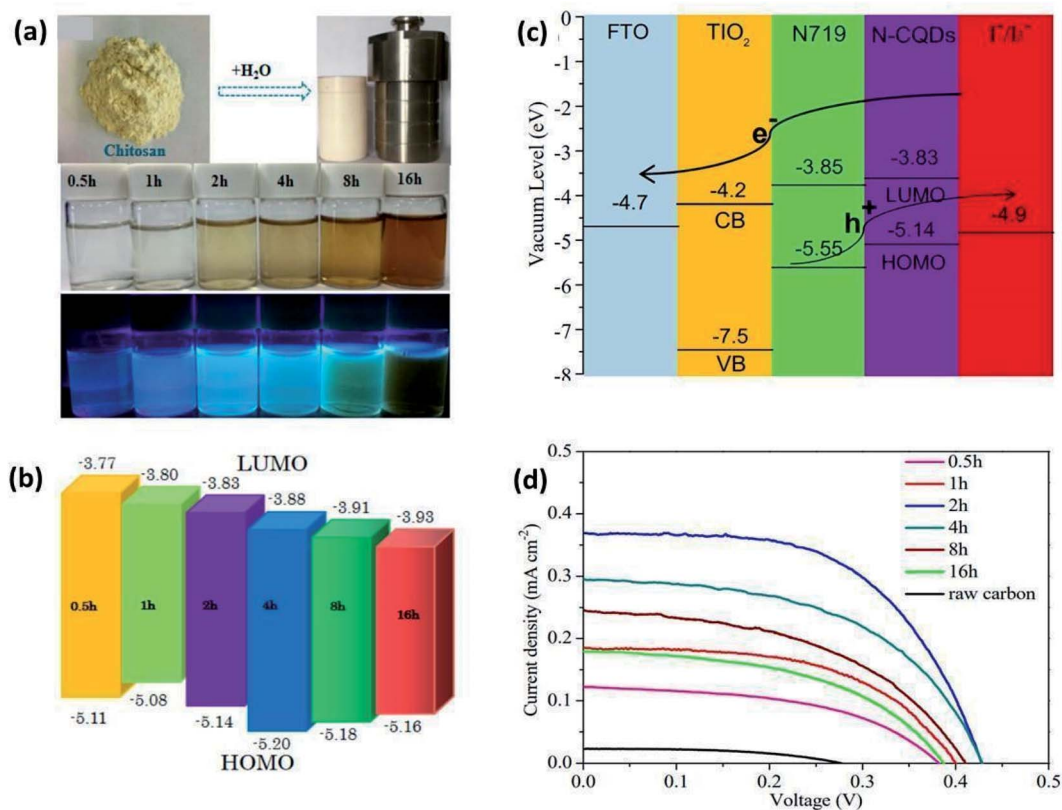 (a)
+H₂O
Chitosan
0.5h 1h 2h 4h 8h 16h
(b)
LUMO
-3.77 -3.80 -3.83 -3.88 -3.91 -3.93
0.5h 1h 2h 4h 8h 16h
-5.11 -5.08 -5.14 -5.20 -5.18 -5.16
HOMO
(c)
Vacuum Level (eV)
0
-1
-2
-3
-4
-5
-6
-7
-8
FTO TIO₂ N719 N-CQDs
e⁻
-3.85 -3.83
-4.7 -4.2 LUMO
CB h⁺ -5.14 -4.9
-5.55 HOMO
-7.5
VB
(d)
Current density (mA cm⁻²)
0.5
0.4
0.3
0.2
0.1
0.0
0.5h
1h
2h
4h
8h
16h
raw carbon
0.0 0.1 0.2 0.3 0.4 0.5
Voltage (V)